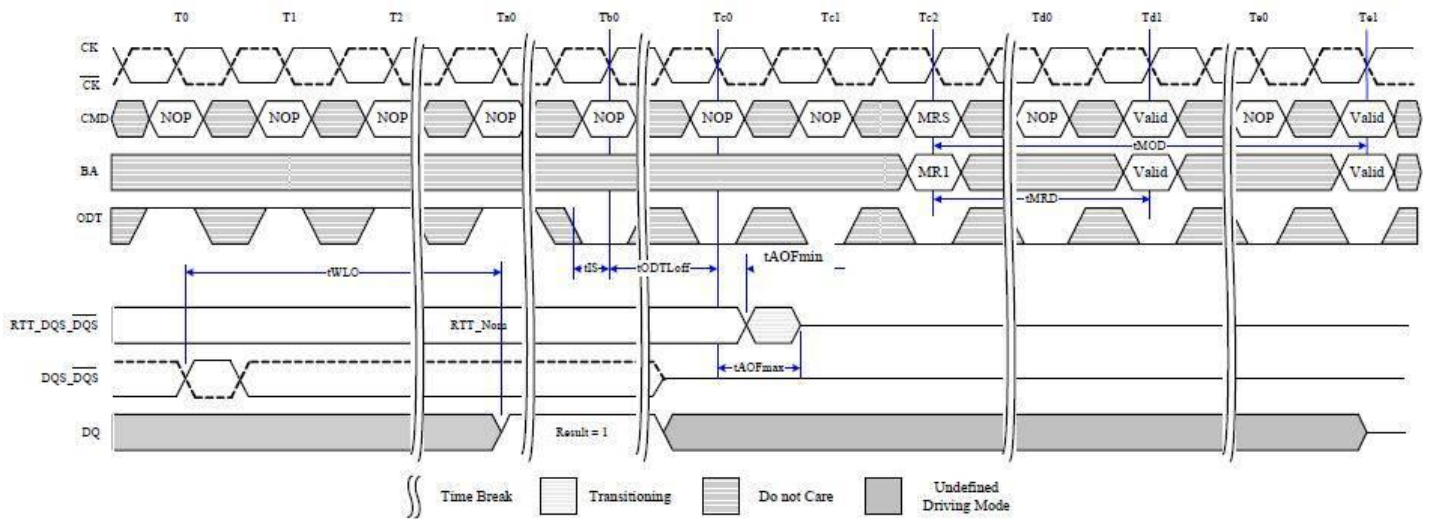 T0 T1 T2 Ta0 Tb0 Tc0 Tc1 Tc2 Td0 Td1 Te0 Te1
CK
CK
CMD NOP NOP NOP NOP NOP NOP NOP MRS NOP Valid NOP Valid
tMOD
BA MR1 Valid Valid
tMRD
ODT
tWLO tIS tODTLoff tAOFmin
RTT_DQS_DQS RTT_Nom
tAOFmax
DQS_DQS
DQ Result = 1
Time Break Transitioning Do not Care Undefined
Driving Mode